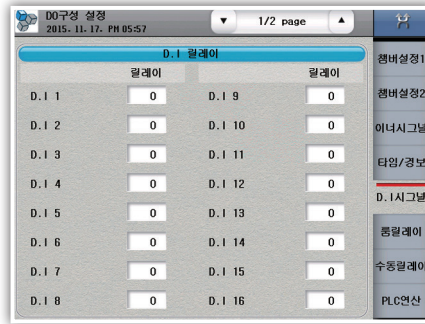 DO구성 설정
2015. 11. 17. PM 05:57
▼ 1/2 page ▲
D.I 릴레이
릴레이 릴레이
D.I 1 0 D.I 9 0
D.I 2 0 D.I 10 0
D.I 3 0 D.I 11 0
D.I 4 0 D.I 12 0
D.I 5 0 D.I 13 0
D.I 6 0 D.I 14 0
D.I 7 0 D.I 15 0
D.I 8 0 D.I 16 0
챔버설정1
챔버설정2
이너시그널
타임/경보
D.I시그널
룸릴레이
수동릴레이
PLC연산